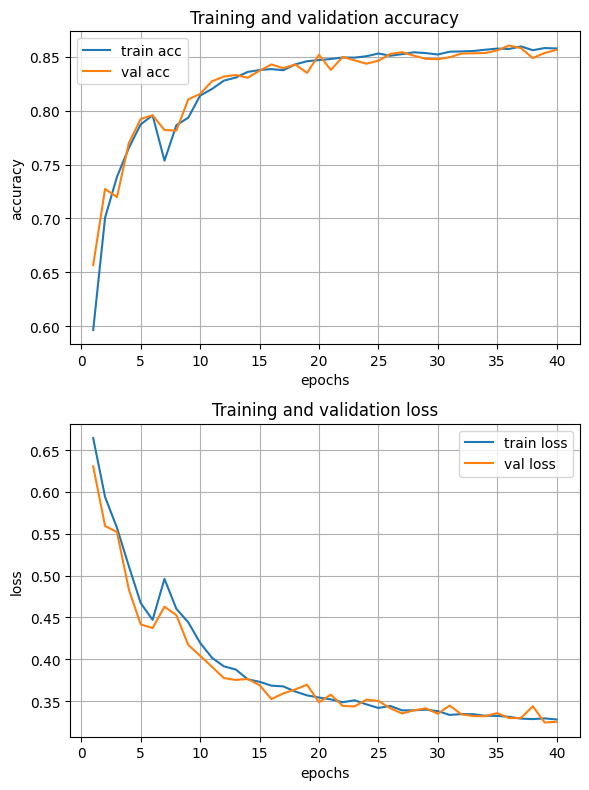 Training and validation accuracy
train acc
val acc
accuracy
0.85
0.80
0.75
0.70
0.65
0.60
0 5 10 15 20 25 30 35 40
epochs
Training and validation loss
train loss
val loss
loss
0.65
0.60
0.55
0.50
0.45
0.40
0.35
0 5 10 15 20 25 30 35 40
epochs